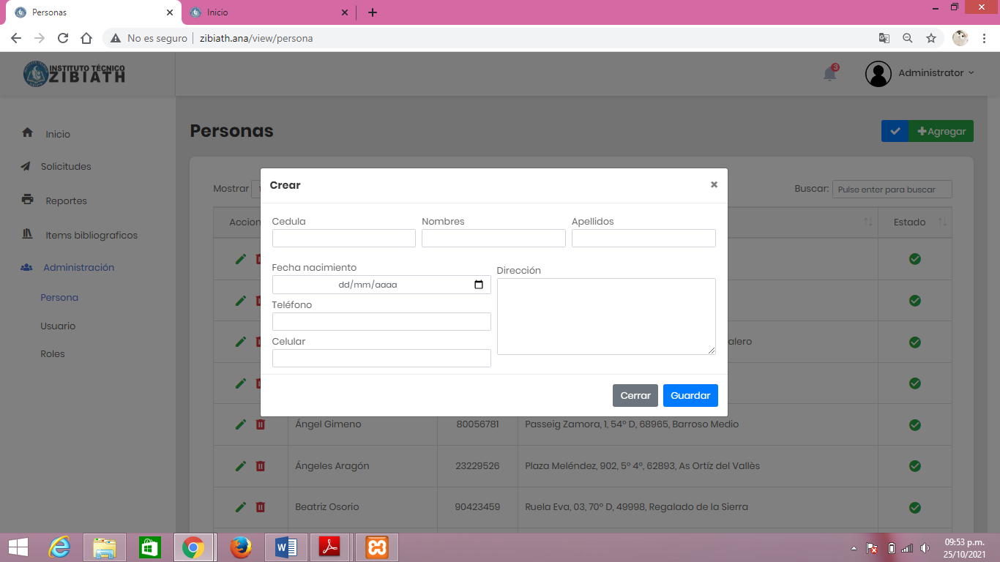 Personas
Inicio
No es seguro
zibiath.ana/view/persona
INSTITUTO TÉCNICO
ZIBIATH
3
Administrator
Inicio
Solicitudes
Reportes
Items bibliograficos
Administración
Persona
Usuario
Roles
Personas
Agregar
Mostrar
Buscar:
Pulse enter para buscar
Accion
Estado
Crear
Cedula
Nombres
Apellidos
Fecha nacimiento
dd/mm/aaaa
Dirección
Teléfono
Celular
Cerrar
Guardar
alero
Ángel Gimeno 80056781 Passeig Zamora, 1, 54º D, 68965, Barroso Medio
Ángeles Aragón 23229526 Plaza Meléndez, 902, 5º 4º, 62893, As Ortíz del Vallès
Beatriz Osorio 90423459 Ruela Eva, 03, 70º D, 49998, Regalado de la Sierra
09:53 p.m.
25/10/2021